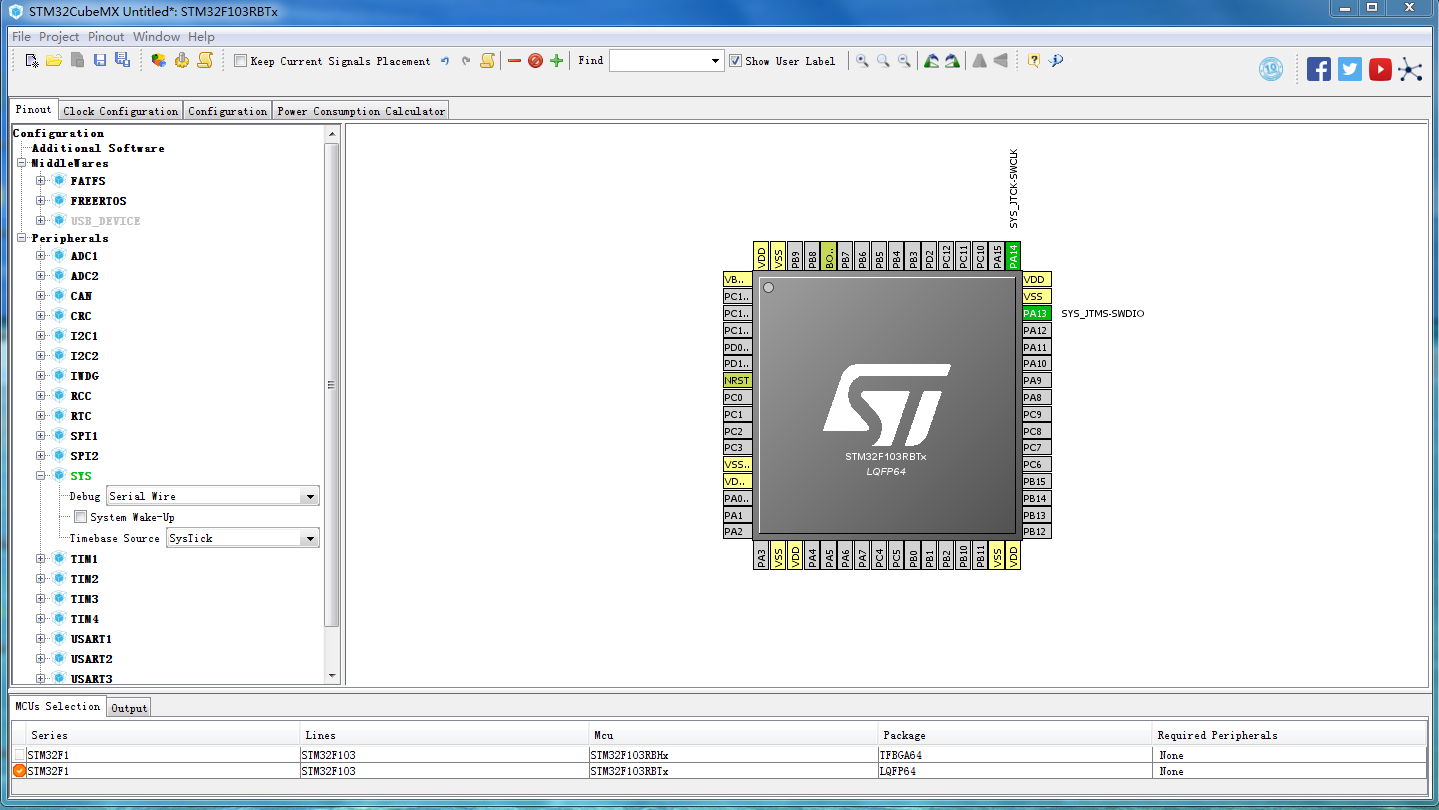 STM32CubeMX Untitled*: STM32F103RBTx
File Project Pinout Window Help
Keep Current Signals Placement Find Show User Label
19
Pinout Clock Configuration Configuration Power Consumption Calculator
Configuration
Additional Software
MiddleWares
FATFS
FREERTOS
USB_DEVICE
Peripherals
ADC1
ADC2
CAN
CRC
I2C1
I2C2
IWDG
RCC
RTC
SPI1
SPI2
SYS
Debug Serial Wire
System Wake-Up
Timebase Source SysTick
TIM1
TIM2
TIM3
TIM4
USART1
USART2
USART3
SYS_JTCK-SWCLK
VDD VSS PB9 PB8 BO.. PB7 PB6 PB5 PB4 PB3 PD2 PC12 PC11 PC10 PA15 PA14
VB..
PC1..
PC1..
PC1..
PD0..
PD1..
NRST
PC0
PC1
PC2
PC3
VSS..
VD..
PA0..
PA1
PA2
ST
STM32F103RBTx
LQFP64
VDD
VSS
PA13 SYS_JTMS-SWDIO
PA12
PA11
PA10
PA9
PA8
PC9
PC8
PC7
PC6
PB15
PB14
PB13
PB12
PA3 VSS VDD PA4 PA5 PA6 PA7 PC4 PC5 PB0 PB1 PB2 PB10 PB11 VSS VDD
MCUs Selection Output
Series Lines Mcu Package Required Peripherals
STM32F1 STM32F103 STM32F103RBHx TFBGA64 None
STM32F1 STM32F103 STM32F103RBTx LQFP64 None